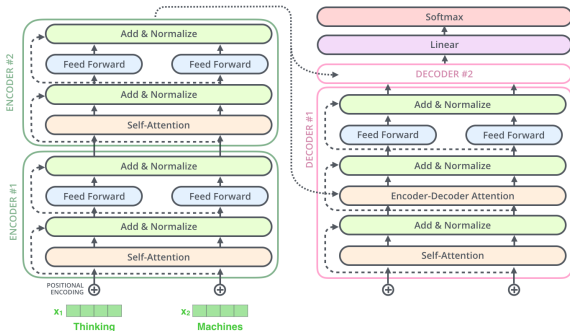 ENCODER #2
Add & Normalize
Feed Forward Feed Forward
Add & Normalize
Self-Attention
ENCODER #1
Add & Normalize
Feed Forward Feed Forward
Add & Normalize
Self-Attention
POSITIONAL
ENCODING
x1 x2
Thinking Machines
Softmax
Linear
DECODER #2
DECODER #1
Add & Normalize
Feed Forward Feed Forward
Add & Normalize
Encoder-Decoder Attention
Add & Normalize
Self-Attention